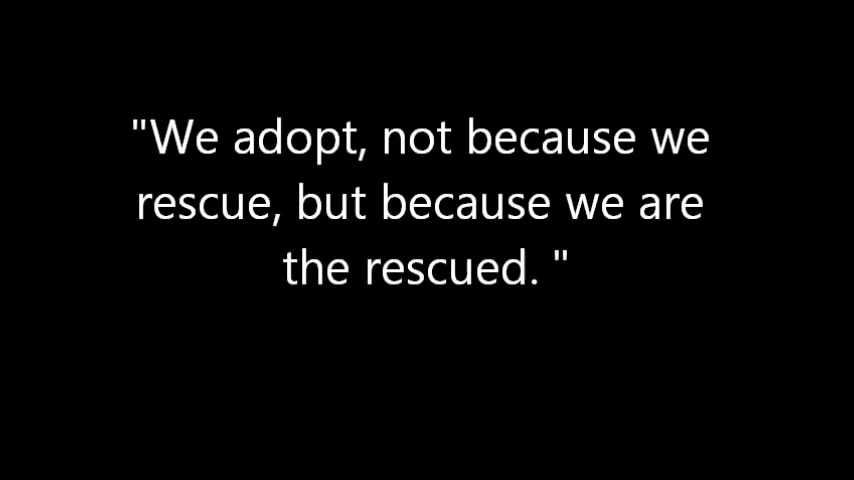 "We adopt, not because we
rescue, but because we are
the rescued. "